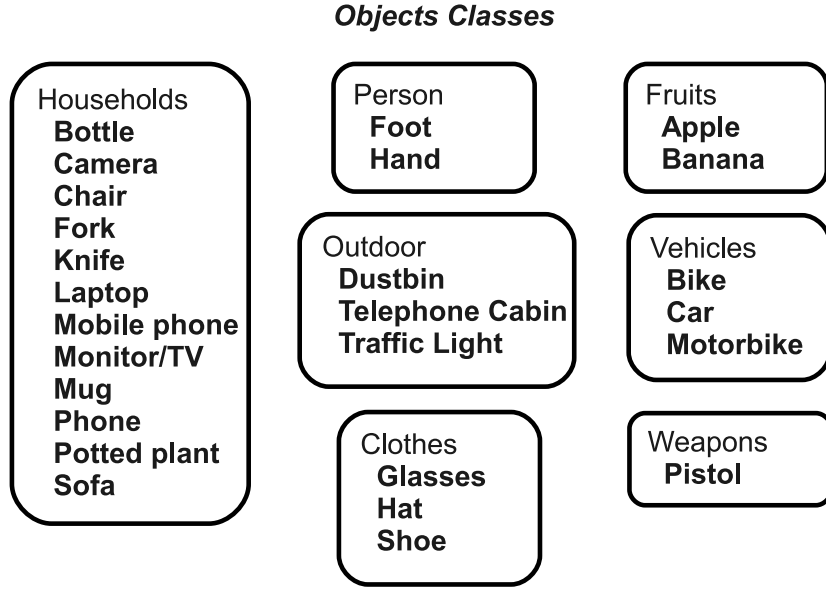 Objects Classes
Households
Bottle
Camera
Chair
Fork
Knife
Laptop
Mobile phone
Monitor/TV
Mug
Phone
Potted plant
Sofa
Person
Foot
Hand
Outdoor
Dustbin
Telephone Cabin
Traffic Light
Clothes
Glasses
Hat
Shoe
Fruits
Apple
Banana
Vehicles
Bike
Car
Motorbike
Weapons
Pistol